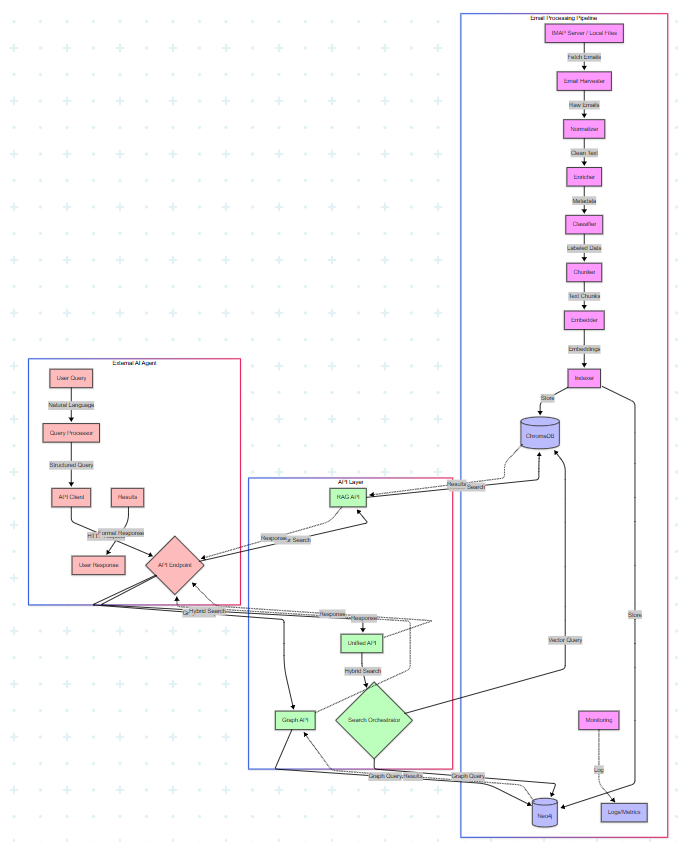 Email Processing Pipeline
IMAP Server / Local Files
Fetch Emails
Email Harvester
Raw Emails
Normalizer
Clean Text
Enricher
Metadata
Classifier
Labeled Data
Chunker
Text Chunks
Embedder
Embeddings
Indexer
Store
ChromaDB
External AI Agent
User Query
Natural Language
Query Processor
Structured Query
API Client
Results
HTT
Formal Response
User Response
API Endpoint
API Layer
RAG API
Results
Search
Response
Search
Hybrid Search
Response
Response
Unified API
Hybrid Search
Store
Vector Query
Graph API
Search Orchestrator
Monitoring
Graph Query
Results
Graph Query
Log
Neo4j
Logs/Metrics